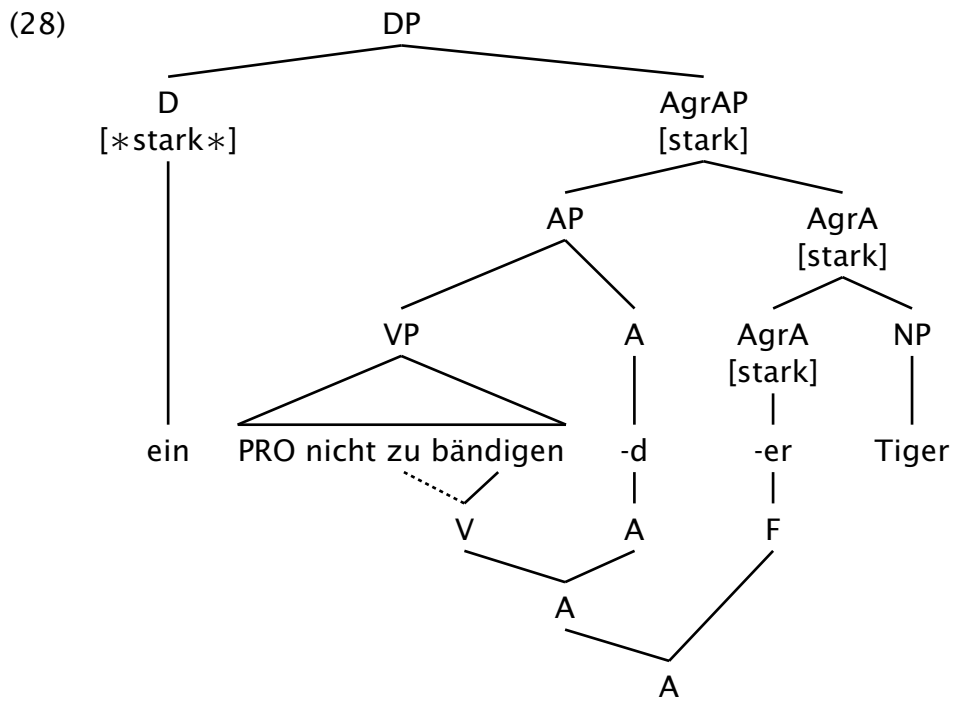 (28) DP
D AgrAP
[∗stark∗] [stark]
AP AgrA
[stark]
VP A AgrA NP
[stark]
ein PRO nicht zu bändigen -d -er Tiger
V A F
A
A